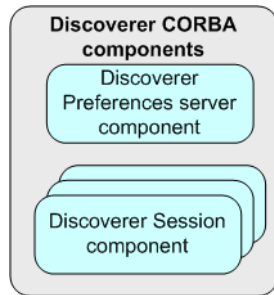 Discoverer CORBA
components
Discoverer
Preferences server
component
Discoverer Session
component